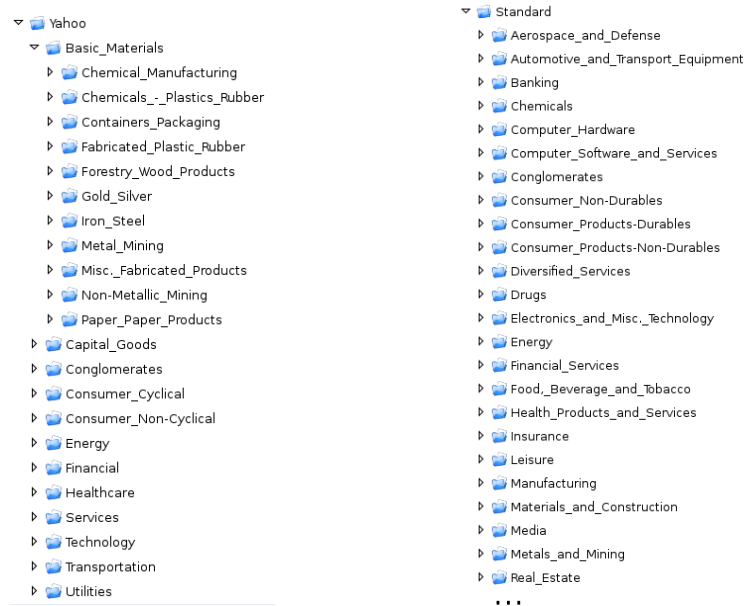 Yahoo
Basic_Materials
Chemical_Manufacturing
Chemicals_-_Plastics_Rubber
Containers_Packaging
Fabricated_Plastic_Rubber
Forestry_Wood_Products
Gold_Silver
Iron_Steel
Metal_Mining
Misc._Fabricated_Products
Non-Metallic_Mining
Paper_Paper_Products
Capital_Goods
Conglomerates
Consumer_Cyclical
Consumer_Non-Cyclical
Energy
Financial
Healthcare
Services
Technology
Transportation
Utilities
Standard
Aerospace_and_Defense
Automotive_and_Transport_Equipment
Banking
Chemicals
Computer_Hardware
Computer_Software_and_Services
Conglomerates
Consumer_Non-Durables
Consumer_Products-Durables
Consumer_Products-Non-Durables
Diversified_Services
Drugs
Electronics_and_Misc._Technology
Energy
Financial_Services
Food,_Beverage_and_Tobacco
Health_Products_and_Services
Insurance
Leisure
Manufacturing
Materials_and_Construction
Media
Metals_and_Mining
Real_Estate
...